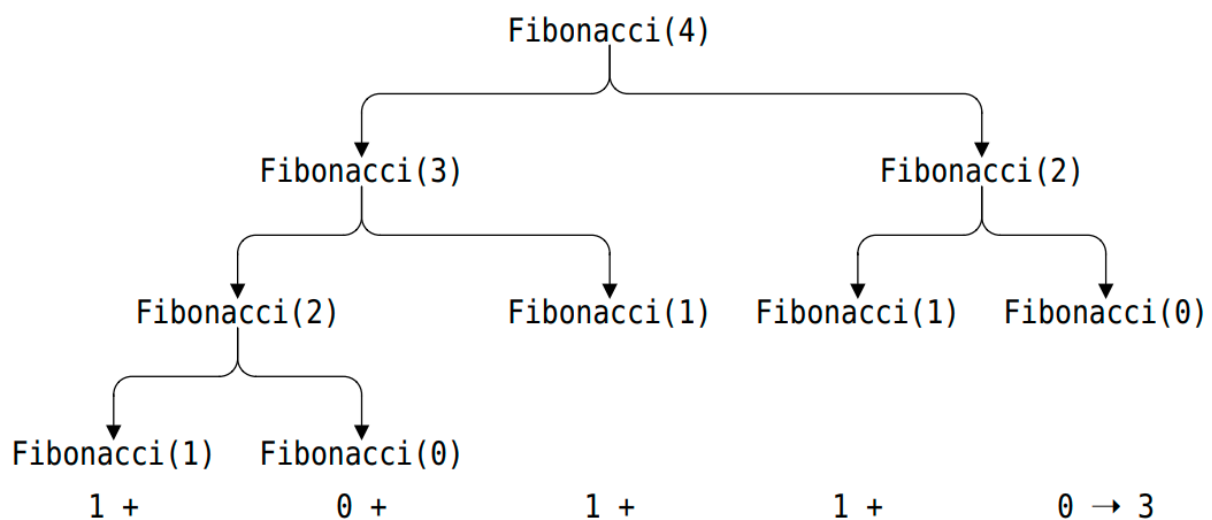 Fibonacci(4)
Fibonacci(3) Fibonacci(2)
Fibonacci(2) Fibonacci(1) Fibonacci(1) Fibonacci(0)
Fibonacci(1) Fibonacci(0)
1 + 0 + 1 + 1 + 0 → 3